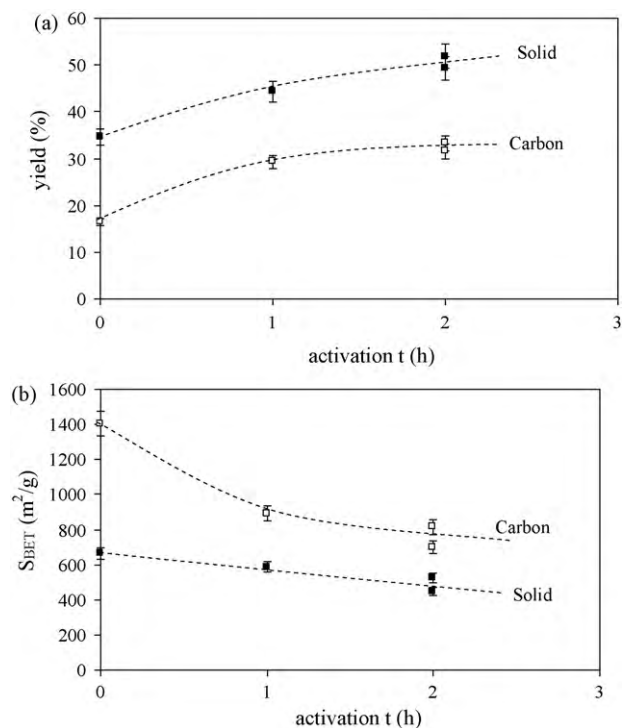 (a)
60
50
40
30
20
10
0
yield (%)
Solid
Carbon
0 1 2 3
activation t (h)
(b)
1600
1400
1200
1000
800
600
400
200
0
S_BET (m²/g)
Carbon
Solid
0 1 2 3
activation t (h)